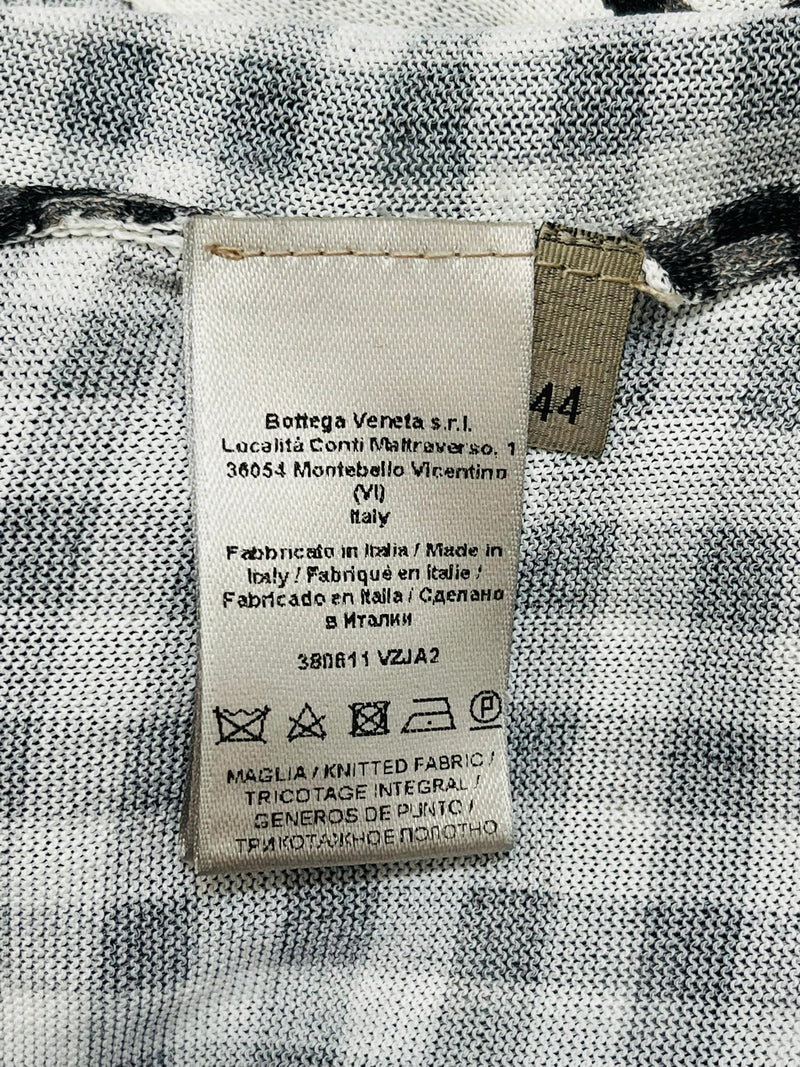 Bottega Veneta s.r.l.
Località Conti Maltraverso, 1
36054 Montebello Vicentino
(VI)
Italy
Fabbricato in Italia / Made in
Italy / Fabriqué en Italie /
Fabricado en Italia / Сделано
в Италии
380611 VZJA2
P
MAGLIA / KNITTED FABRIC /
TRICOTAGE INTEGRAL /
GENEROS DE PUNTO /
ТРИКОТАЖНОЕ ПОЛОТНО
44